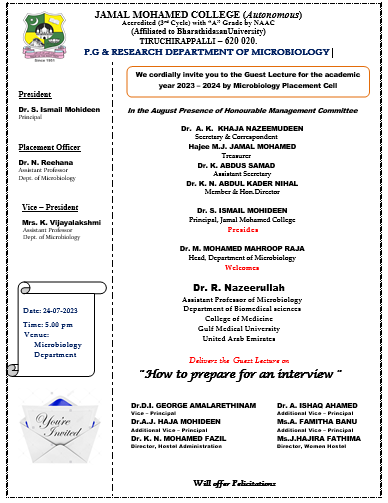 JAMAL MOHAMED COLLEGE (Autonomous)
Accredited (3rd Cycle) with "A" Grade by NAAC
(Affiliated to BharathidasanUniversity)
TIRUCHIRAPPALLI – 620 020.
P.G & RESEARCH DEPARTMENT OF MICROBIOLOGY
Since 1951
We cordially invite you to the Guest Lecture for the academic
year 2023 – 2024 by Microbiology Placement Cell
President
Dr. S. Ismail Mohideen
Principal
Placement Officer
Dr. N. Reehana
Assistant Professor
Dept. of Microbiology
Vice – President
Mrs. K. Vijayalakshmi
Assistant Professor
Dept. of Microbiology
Date: 24-07-2023
Time: 5.00 pm
Venue:
Microbiology
Department
You're
Invited
In the August Presence of Honourable Management Committee
Dr. A. K. KHAJA NAZEEMUDEEN
Secretary & Correspondent
Hajee M.J. JAMAL MOHAMED
Treasurer
Dr. K. ABDUS SAMAD
Assistant Secretary
Dr. K. N. ABDUL KADER NIHAL
Member & Hon.Director
Dr. S. ISMAIL MOHIDEEN
Principal, Jamal Mohamed College
Presides
Dr. M. MOHAMED MAHROOP RAJA
Head, Department of Microbiology
Welcomes
Dr. R. Nazeerullah
Assistant Professor of Microbiology
Department of Biomedical sciences
College of Medicine
Gulf Medical University
United Arab Emirates
Delivers the Guest Lecture on
"How to prepare for an interview "
Dr.D.I. GEORGE AMALARETHINAM
Vice – Principal
Dr.A.J. HAJA MOHIDEEN
Additional Vice – Principal
Dr. K. N. MOHAMED FAZIL
Director, Hostel Administration
Dr. A. ISHAQ AHAMED
Additional Vice – Principal
Ms.A. FAMITHA BANU
Additional Vice – Principal
Ms.J.HAJIRA FATHIMA
Director, Women Hostel
Will offer Felicitations